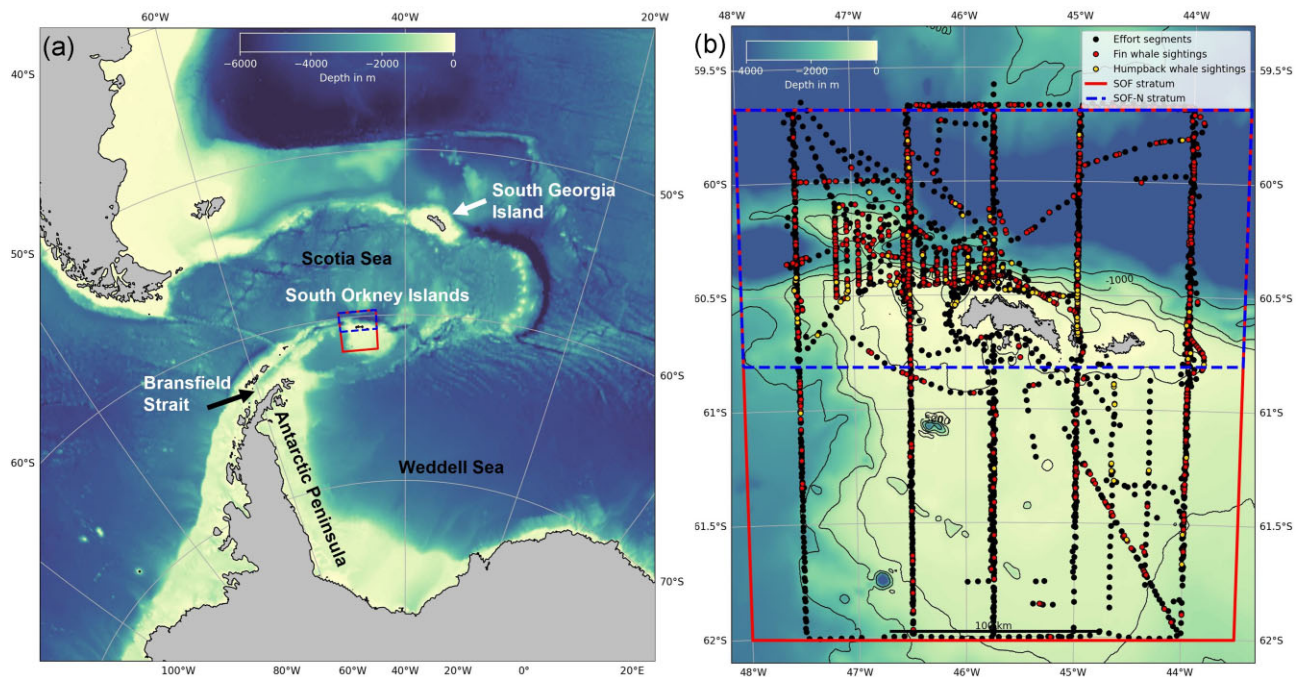 (a)
60°W
40°W
20°W
40°S
−6000 −4000 −2000 0
Depth in m
50°S
South Georgia
Island
Scotia Sea
50°S
South Orkney Islands
Bransfield
Strait
60°S
Antarctic Peninsula
Weddell Sea
60°S
70°S
100°W 80°W 60°W 40°W 20°W 0° 20°E
(b)
48°W 47°W 46°W 45°W 44°W
4000 −2000 0
Depth in m
Effort segments
Fin whale sightings
Humpback whale sightings
SOF stratum
SOF-N stratum
59.5°S 59.5°S
60°S 60°S
-1000
60.5°S 60.5°S
61°S 61°S
61.5°S 61.5°S
62°S 62°S
48°W 47°W 46°W 45°W 44°W